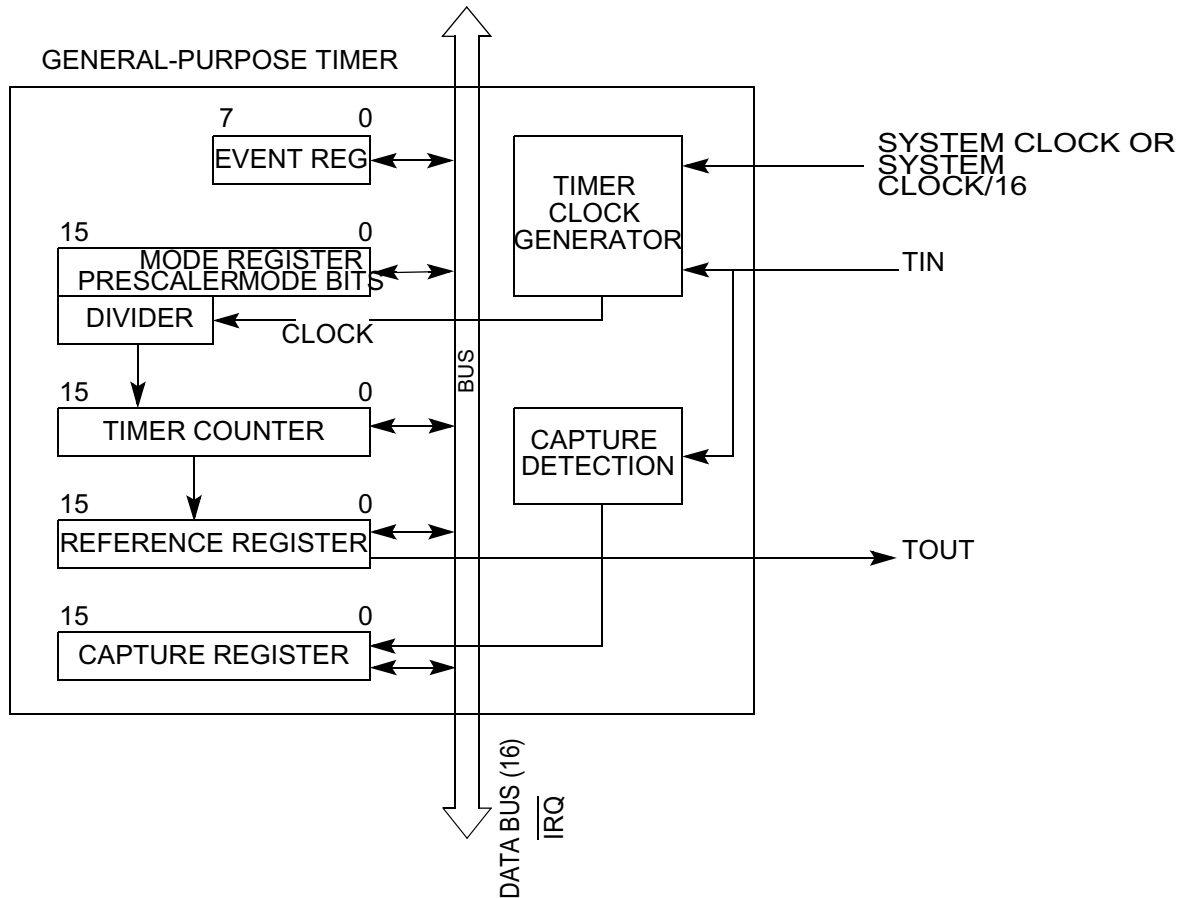 GENERAL-PURPOSE TIMER
7 0
EVENT REG
SYSTEM CLOCK OR
SYSTEM
CLOCK/16
TIMER
CLOCK
GENERATOR
15 0
MODE REGISTER
PRESCALERMODE BITS
TIN
DIVIDER
CLOCK
BUS
15 0
TIMER COUNTER
CAPTURE
DETECTION
15 0
REFERENCE REGISTER
TOUT
15 0
CAPTURE REGISTER
DATA BUS (16)
IRQ